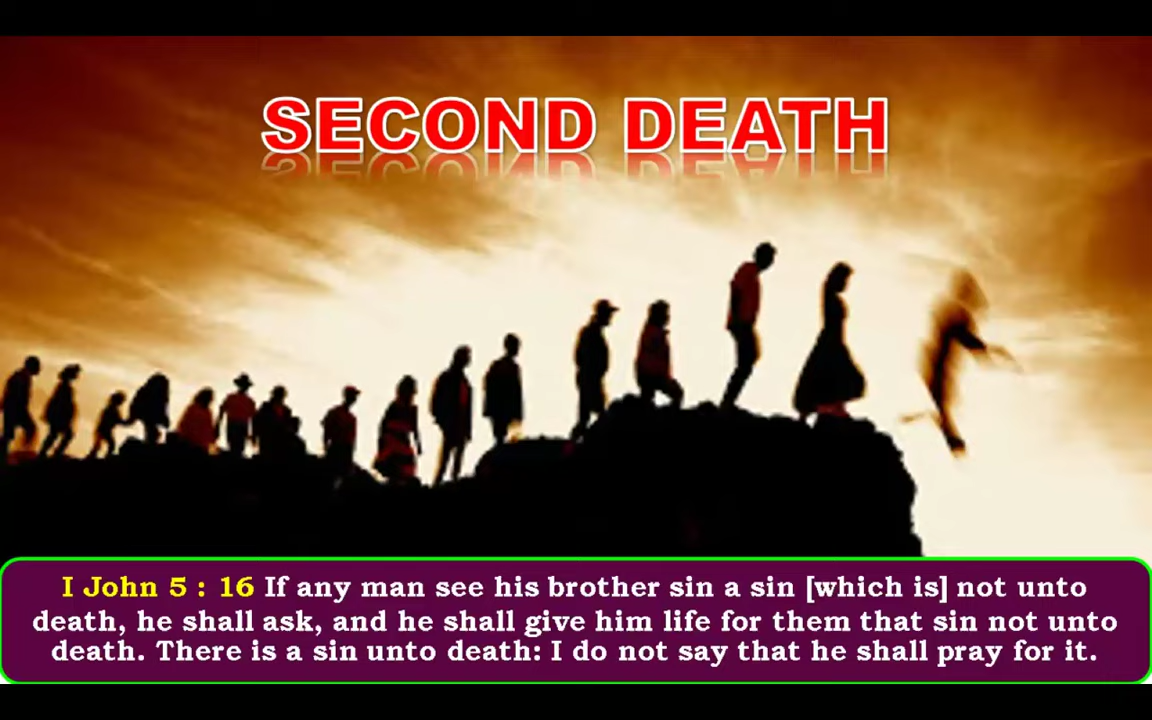 SECOND DEATH
I John 5 : 16 If any man see his brother sin a sin [which is] not unto
death, he shall ask, and he shall give him life for them that sin not unto
death. There is a sin unto death: I do not say that he shall pray for it.